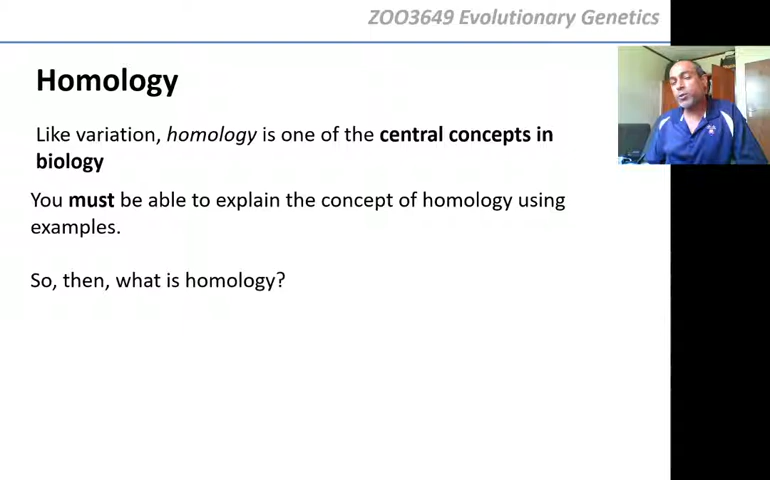 ZOO3649 Evolutionary Genetics
Homology
Like variation, homology is one of the central concepts in
biology
You must be able to explain the concept of homology using
examples.
So, then, what is homology?